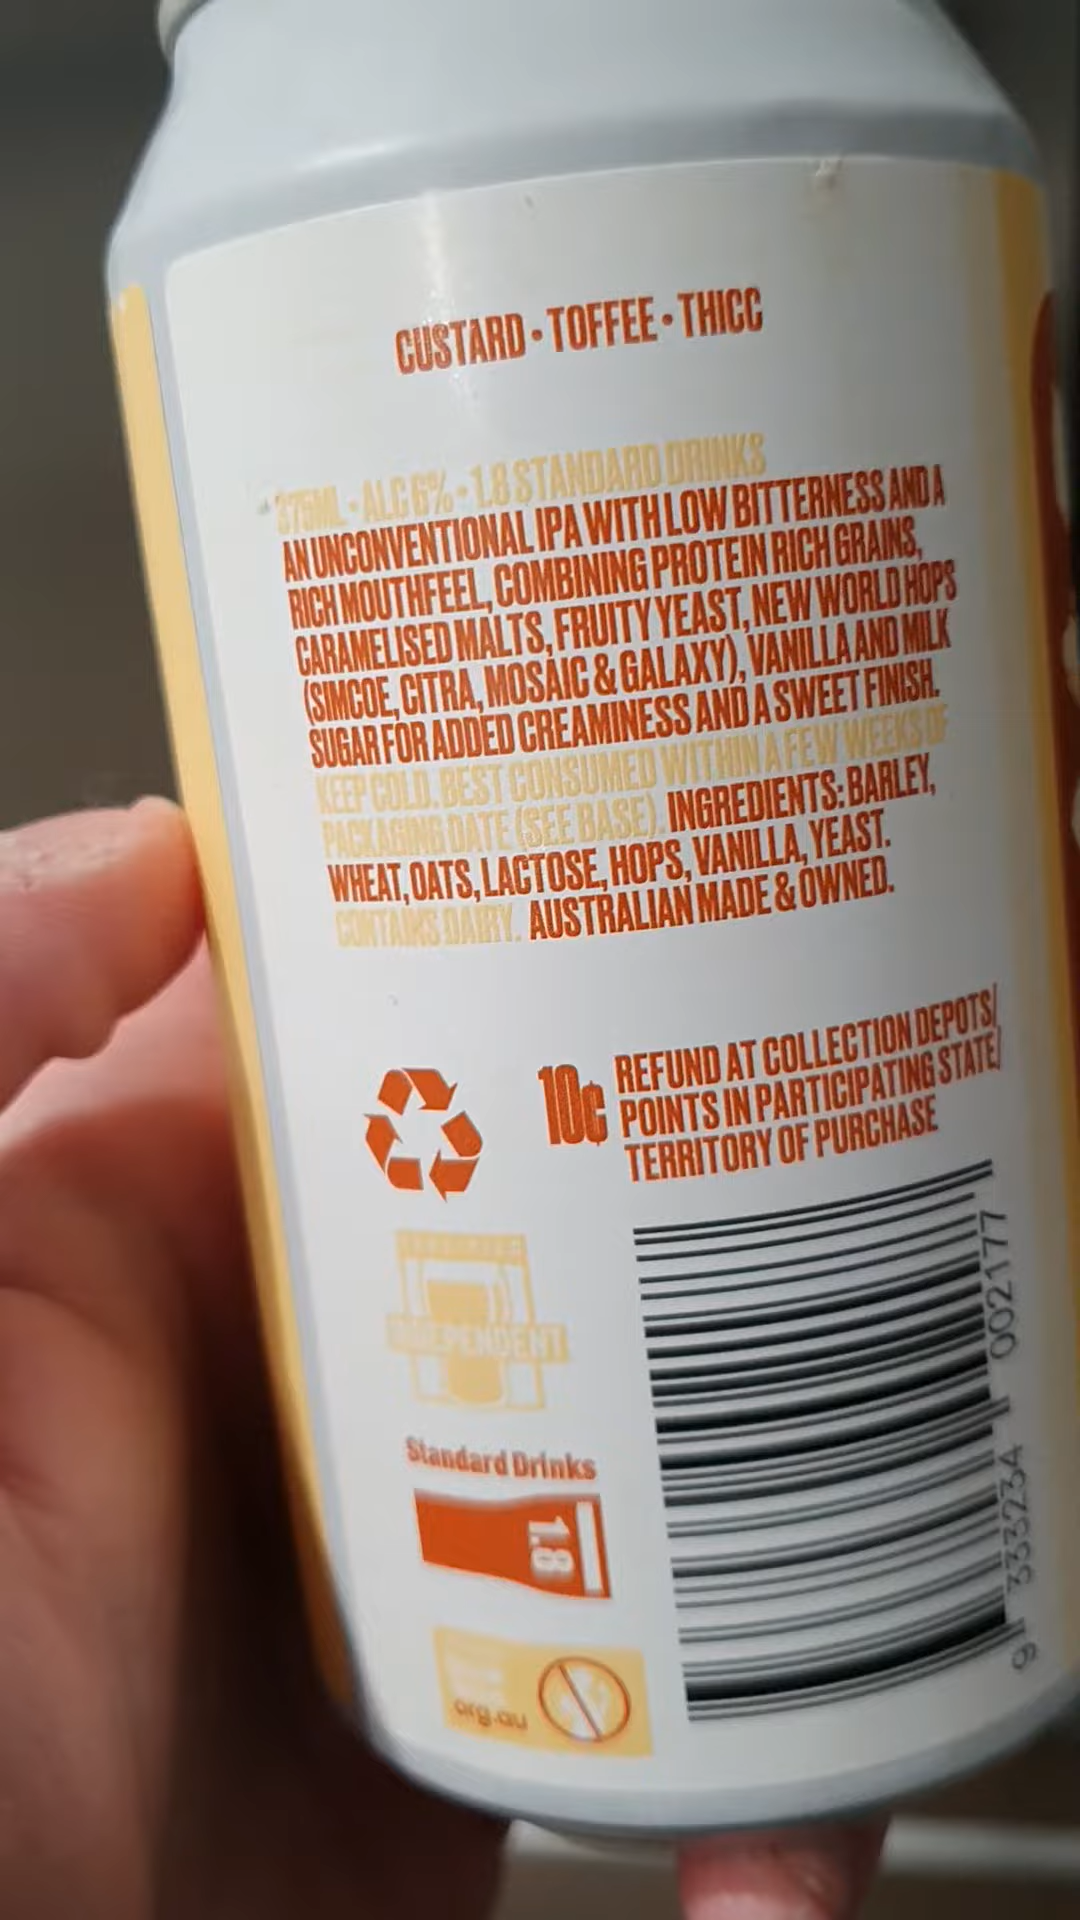 CUSTARD • TOFFEE • THICC
375ML • ALC 6% • 1.8 STANDARD DRINKS
AN UNCONVENTIONAL IPA WITH LOW BITTERNESS AND A
RICH MOUTHFEEL, COMBINING PROTEIN RICH GRAINS,
CARAMELISED MALTS, FRUITY YEAST, NEW WORLD HOPS
(SIMCOE, CITRA, MOSAIC & GALAXY), VANILLA AND MILK
SUGAR FOR ADDED CREAMINESS AND A SWEET FINISH.
KEEP COLD. BEST CONSUMED WITHIN A FEW WEEKS OF
PACKAGING DATE (SEE BASE). INGREDIENTS: BARLEY,
WHEAT, OATS, LACTOSE, HOPS, VANILLA, YEAST.
CONTAINS DAIRY. AUSTRALIAN MADE & OWNED.
10¢
REFUND AT COLLECTION DEPOTS/
POINTS IN PARTICIPATING STATE/
TERRITORY OF PURCHASE
INDEPENDENT
Standard Drinks
1.8
org.au
9 333234 002177